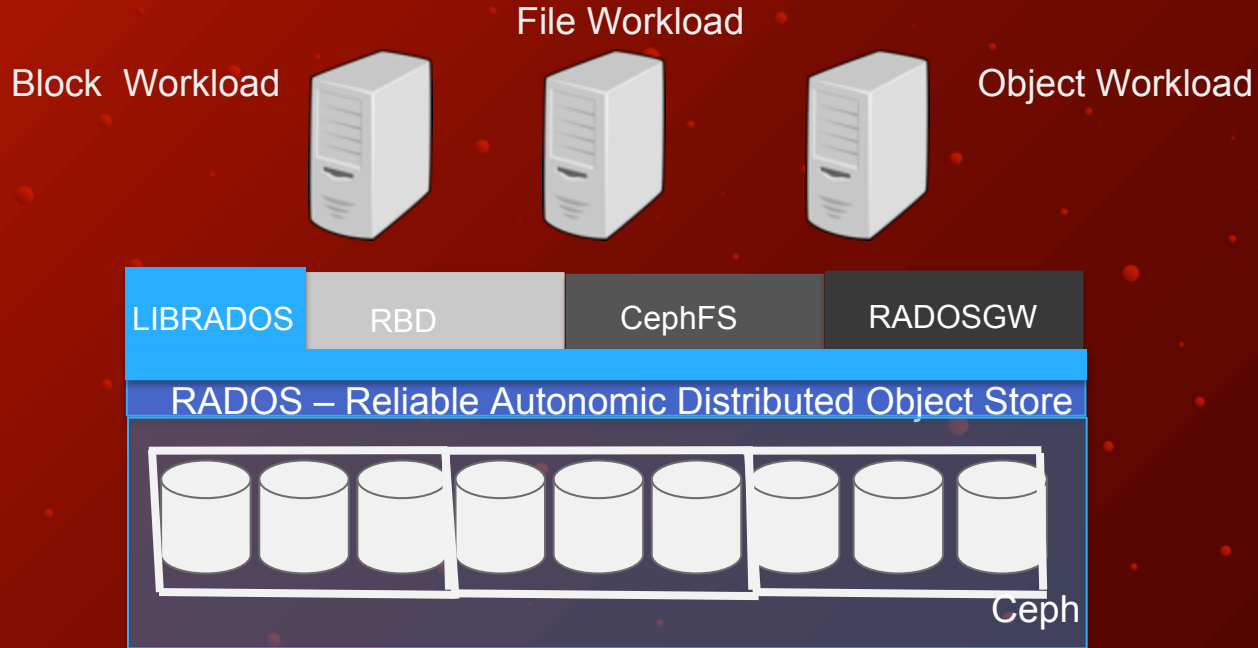 File Workload
Block Workload
Object Workload
LIBRADOS
RBD
CephFS
RADOSGW
RADOS – Reliable Autonomic Distributed Object Store
Ceph